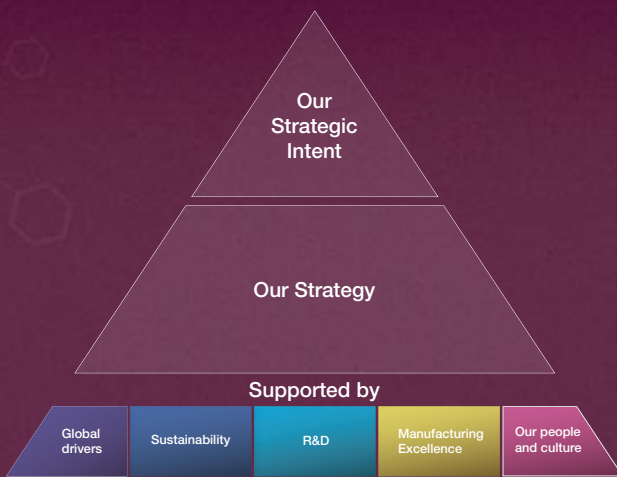 Our
Strategic
Intent
Our Strategy
Supported by
Global
drivers
Sustainability
R&D
Manufacturing
Excellence
Our people
and culture